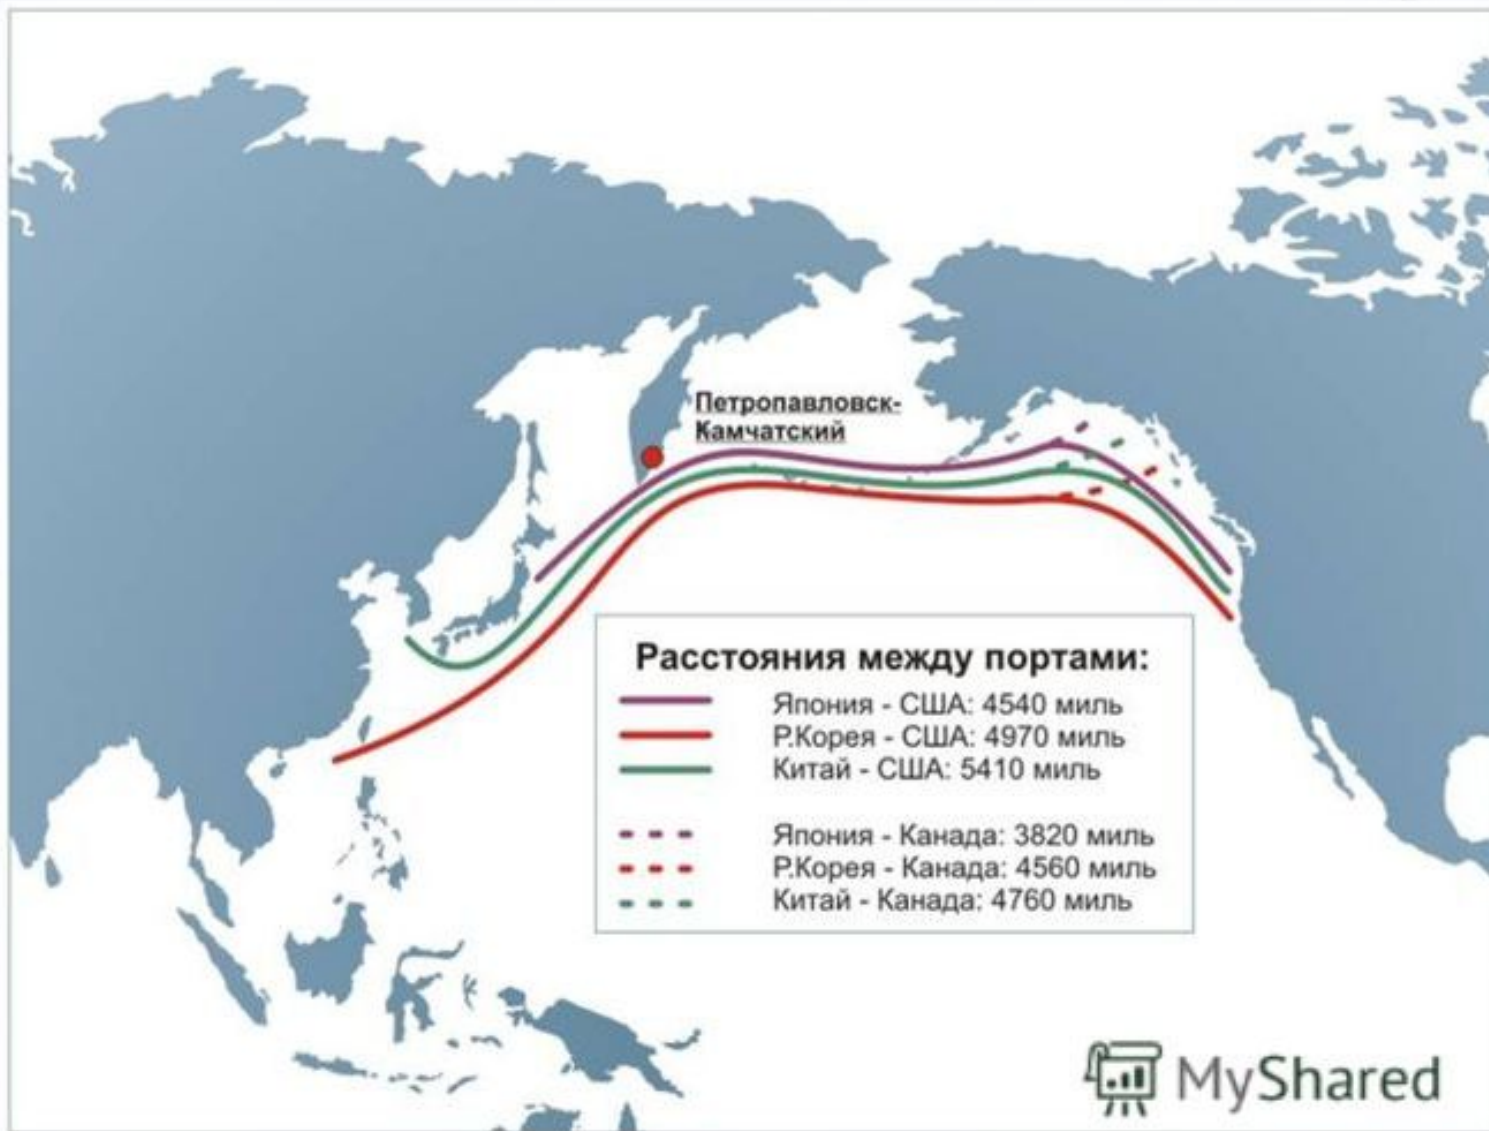 Петропавловск-
Камчатский
Расстояния между портами:
Япония - США: 4540 миль
Р.Корея - США: 4970 миль
Китай - США: 5410 миль
Япония - Канада: 3820 миль
Р.Корея - Канада: 4560 миль
Китай - Канада: 4760 миль
MyShared